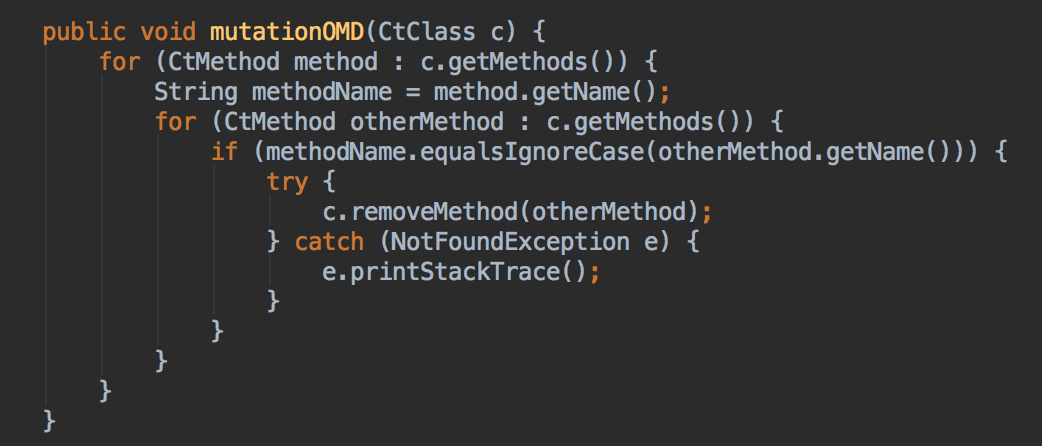 public void mutationOMD(CtClass c) {
    for (CtMethod method : c.getMethods()) {
        String methodName = method.getName();
        for (CtMethod otherMethod : c.getMethods()) {
            if (methodName.equalsIgnoreCase(otherMethod.getName())) {
                try {
                    c.removeMethod(otherMethod);
                } catch (NotFoundException e) {
                    e.printStackTrace();
                }
            }
        }
    }
}